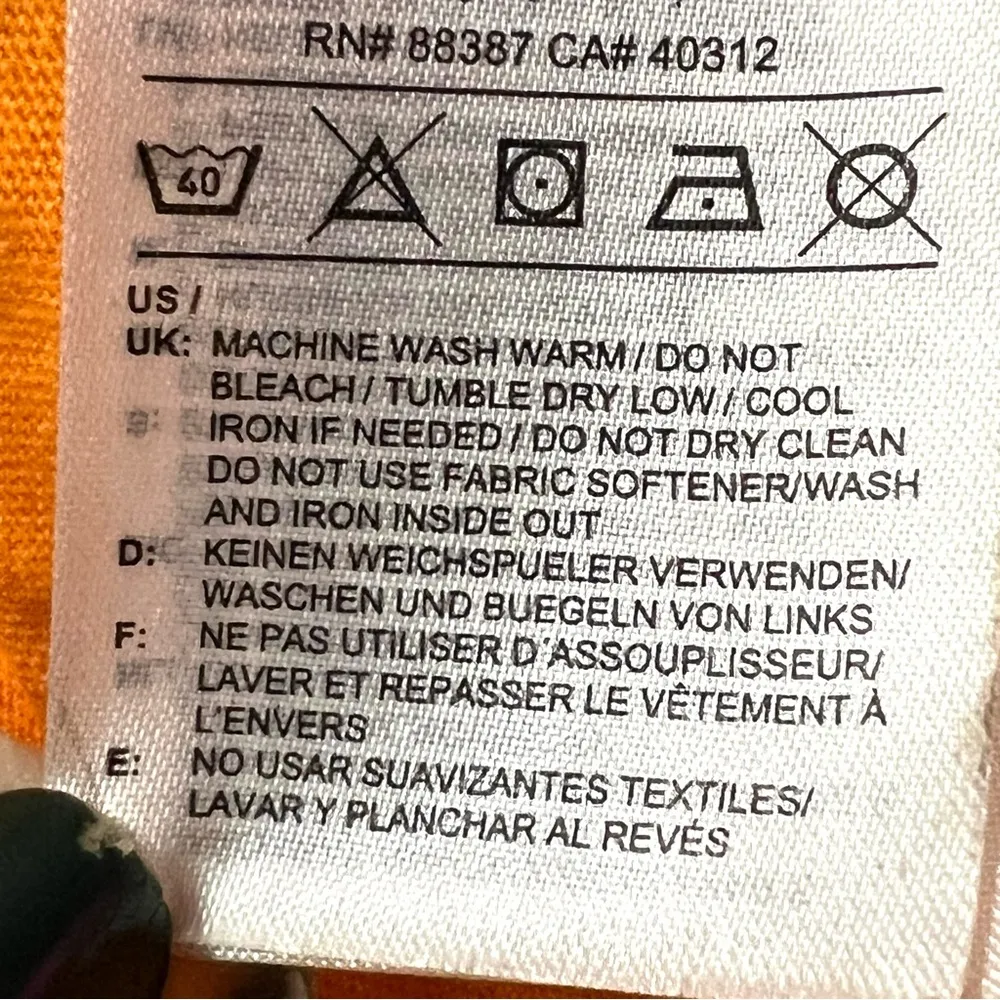 RN# 88387 CA# 40312
40
US /
UK: MACHINE WASH WARM / DO NOT
BLEACH / TUMBLE DRY LOW / COOL
IRON IF NEEDED / DO NOT DRY CLEAN
DO NOT USE FABRIC SOFTENER/WASH
AND IRON INSIDE OUT
D: KEINEN WEICHSPUELER VERWENDEN/
WASCHEN UND BUEGELN VON LINKS
F: NE PAS UTILISER D'ASSOUPLISSEUR/
LAVER ET REPASSER LE VÊTEMENT À
L'ENVERS
E: NO USAR SUAVIZANTES TEXTILES/
LAVAR Y PLANCHAR AL REVÉS